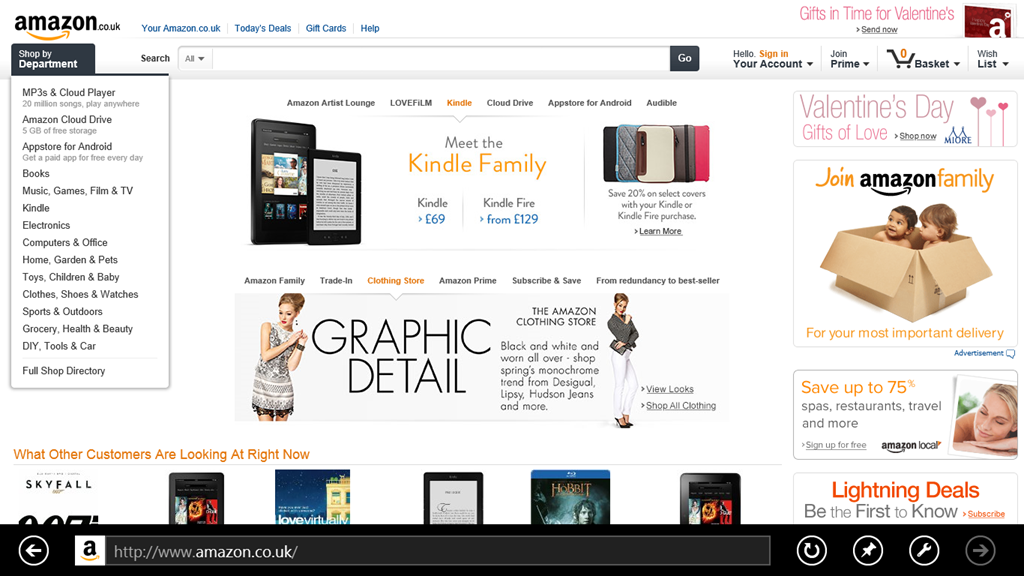 amazon.co.uk
Your Amazon.co.uk
Today's Deals
Gift Cards
Help
Gifts in Time for Valentine's
Send now
a
Shop by
Department
Search
All
Go
Hello. Sign in
Your Account
Join
Prime
0
Basket
Wish
List
MP3s & Cloud Player
20 million songs, play anywhere
Amazon Cloud Drive
5 GB of free storage
Appstore for Android
Get a paid app for free every day
Books
Music, Games, Film & TV
Kindle
Electronics
Computers & Office
Home, Garden & Pets
Toys, Children & Baby
Clothes, Shoes & Watches
Sports & Outdoors
Grocery, Health & Beauty
DIY, Tools & Car
Full Shop Directory
Amazon Artist Lounge
LOVEFiLM
Kindle
Cloud Drive
Appstore for Android
Audible
Meet the
Kindle Family
Kindle
£69
Kindle Fire
from £129
Save 20% on select covers
with your Kindle or
Kindle Fire purchase.
Learn More
Amazon Family
Trade-In
Clothing Store
Amazon Prime
Subscribe & Save
From redundancy to best-seller
GRAPHIC
DETAIL
THE AMAZON
CLOTHING STORE
Black and white and
worn all over - shop
spring's monochrome
trend from Desigual,
Lipsy, Hudson Jeans
and more.
View Looks
Shop All Clothing
Valentine's Day
Gifts of Love
Shop now
MIORE
Join amazonfamily
For your most important delivery
Advertisement
Save up to 75%
spas, restaurants, travel
and more
Sign up for free
amazon local
Lightning Deals
Be the First to Know
Subscribe
What Other Customers Are Looking At Right Now
SKYFALL
007
love virtually
THE HOBBIT
a
http://www.amazon.co.uk/